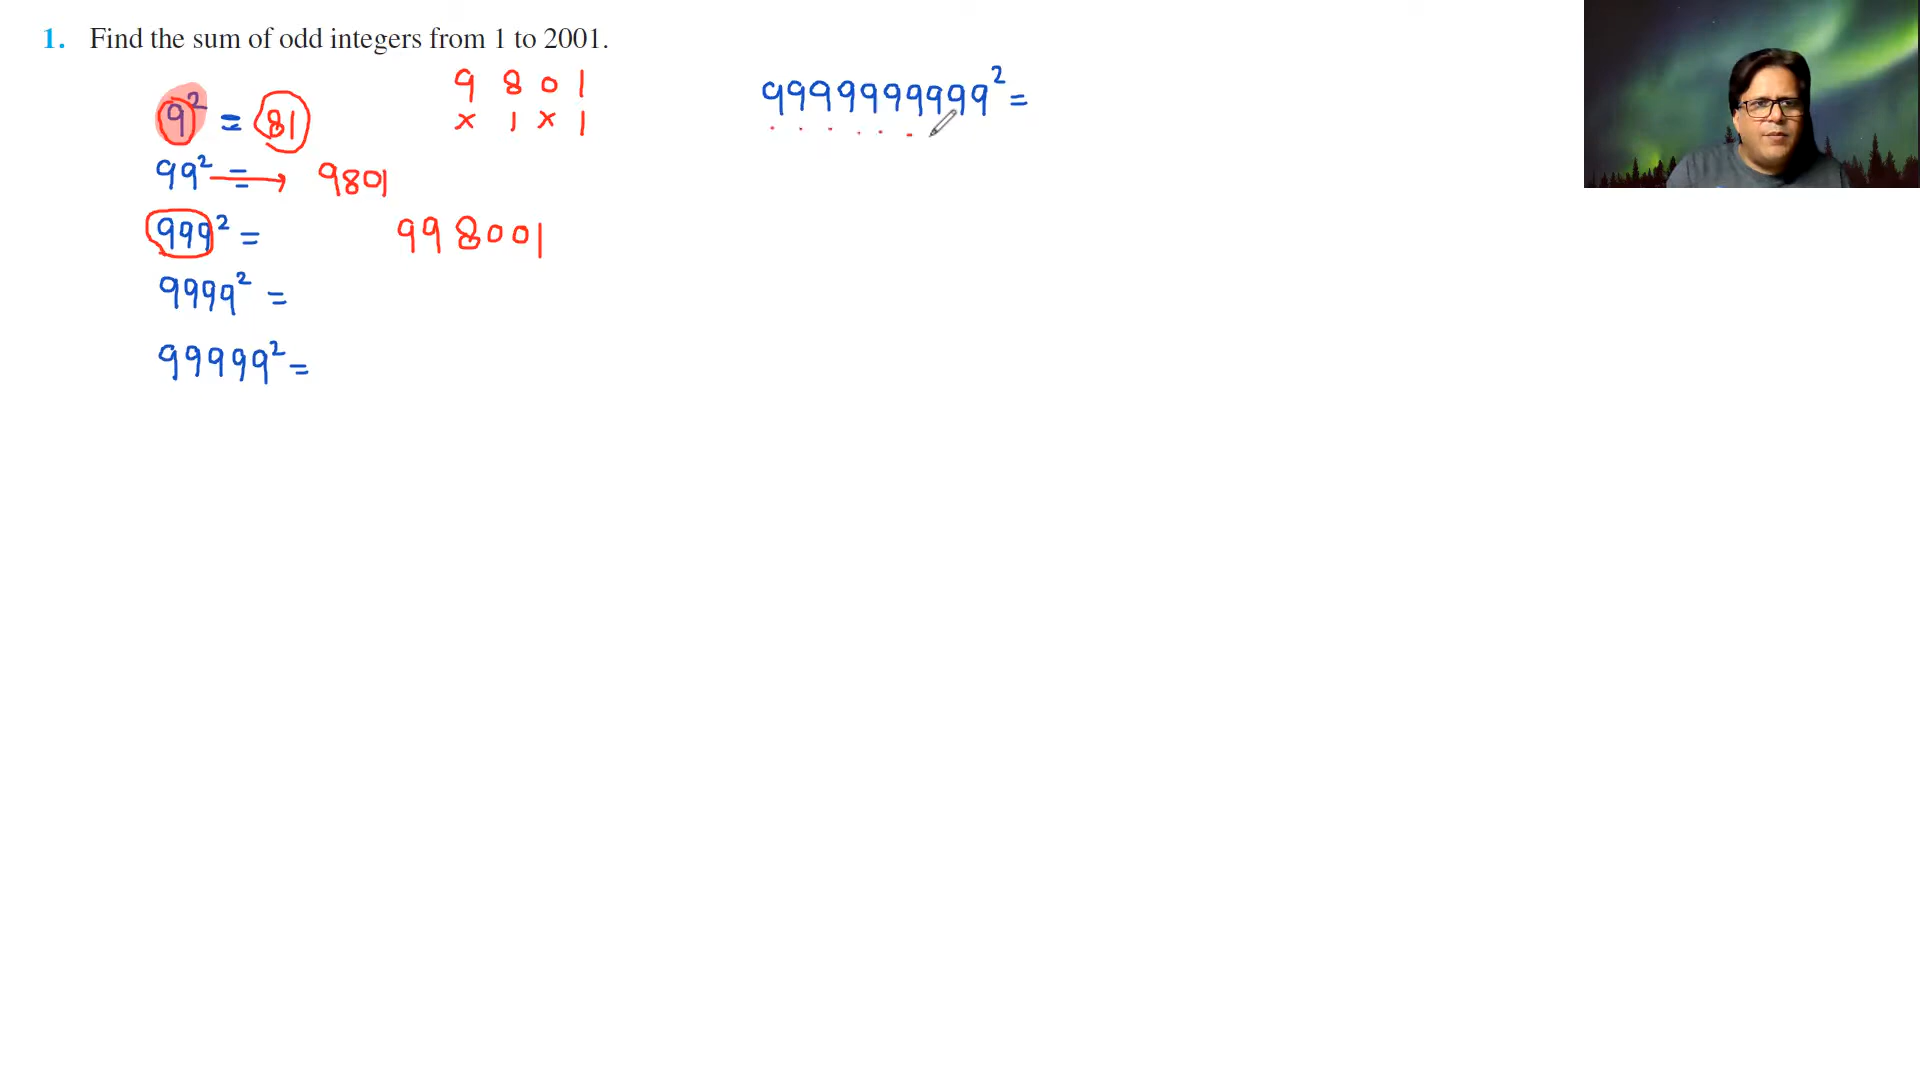 1. Find the sum of odd integers from 1 to 2001.
9² = 81
99² = → 9801
999² = 998001
9999² =
99999² =
9 8 0 1
x 1 x 1
9999999999² =